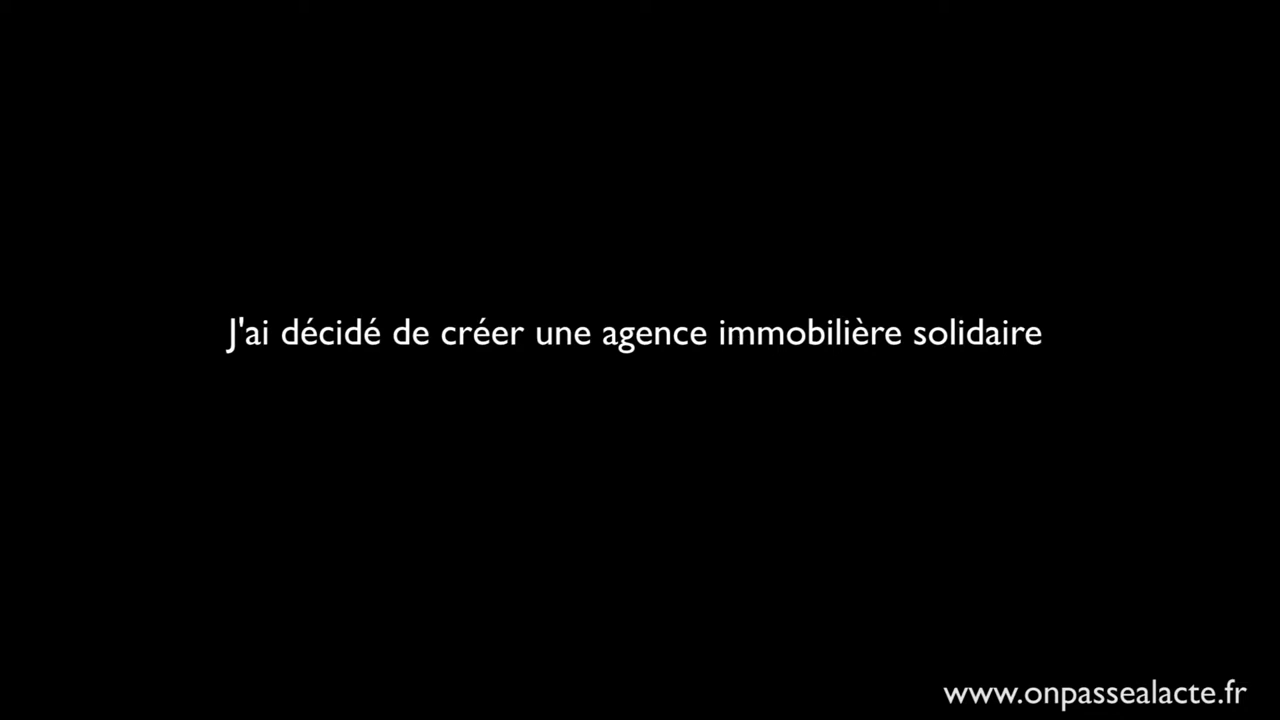 J'ai décidé de créer une agence immobilière solidaire
www.onpassealacte.fr